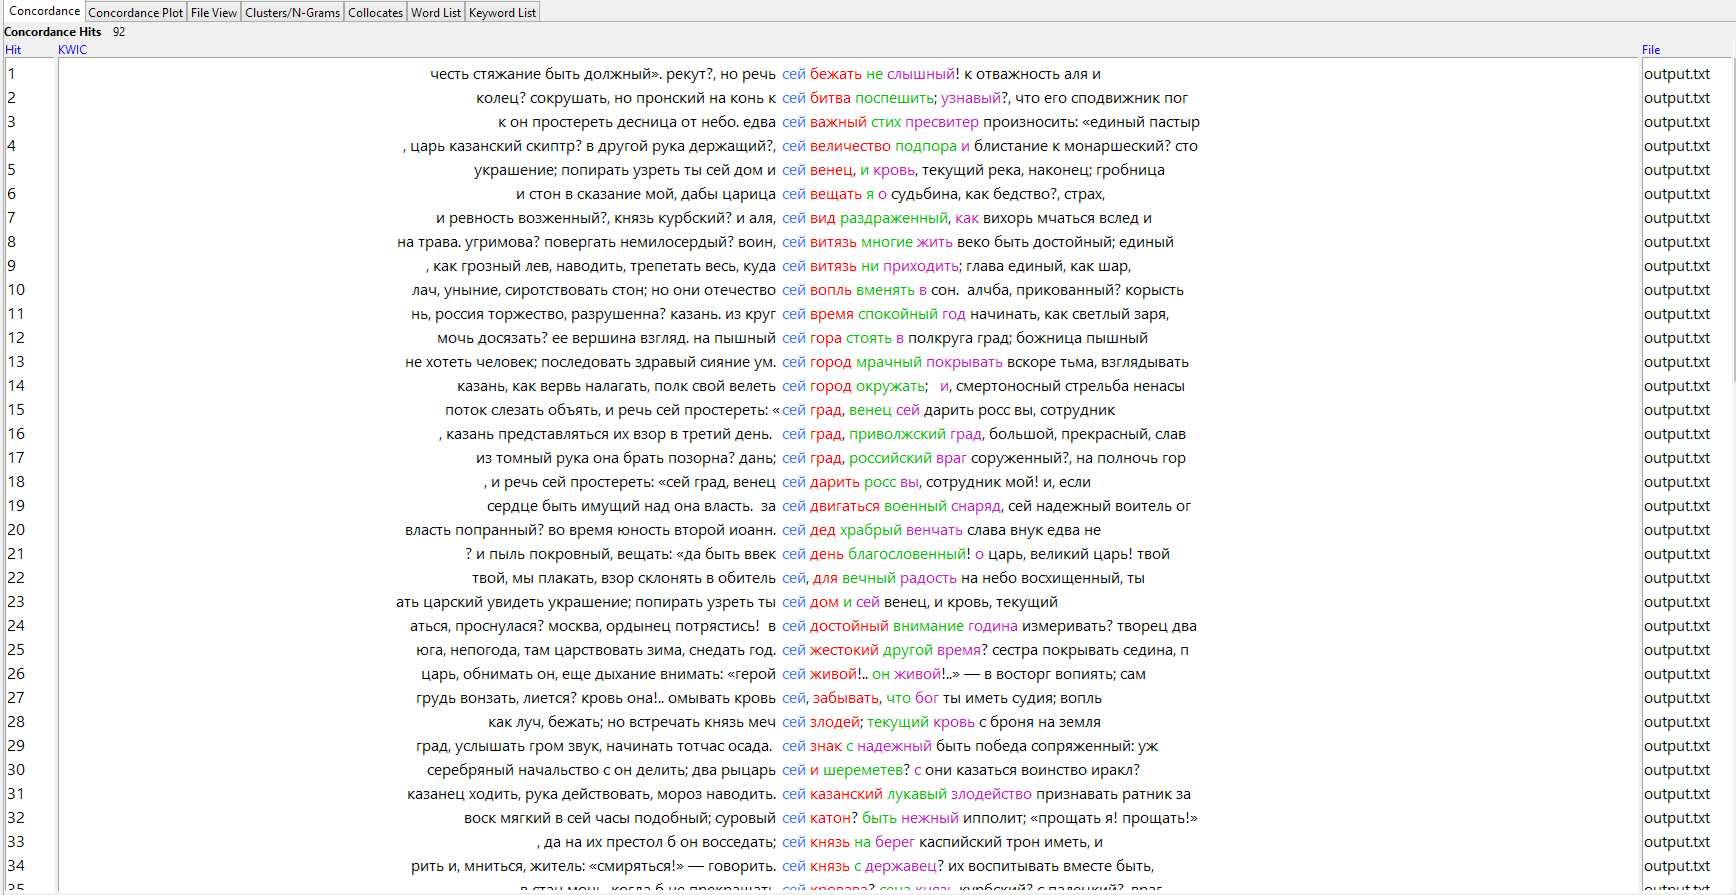 Concordance Concordance Plot File View Clusters/N-Grams Collocates Word List Keyword List
Concordance Hits 92
Hit KWIC File
1 честь стяжание быть должный». рекут?, но речь сей бежать не слышный! к отважность аля и output.txt
2 колец? сокрушать, но пронский на конь к сей битва поспешить; узнавый?, что его сподвижник пог output.txt
3 к он простереть десница от небо. едва сей важный стих пресвитер произносить: «единый пастыр output.txt
4 , царь казанский скиптр? в другой рука держащий?, сей величество подпора и блистание к монаршеский? сто output.txt
5 украшение; попирать узреть ты сей дом и сей венец, и кровь, текущий река, наконец; гробница output.txt
6 и стон в сказание мой, дабы царица сей вещать я о судьбина, как бедство?, страх, output.txt
7 и ревность возженный?, князь курбский? и аля, сей вид раздраженный, как вихорь мчаться вслед и output.txt
8 на трава. угримова? повергать немилосердый? воин, сей витязь многие жить веко быть достойный; единый output.txt
9 , как грозный лев, наводить, трепетать весь, куда сей витязь ни приходить; глава единый, как шар, output.txt
10 лач, уныние, сиротствовать стон; но они отечество сей вопль вменять в сон. алчба, прикованный? корысть output.txt
11 нь, россия торжество, разрушенна? казань. из круг сей время спокойный год начинать, как светлый заря, output.txt
12 мочь досязать? ее вершина взгляд. на пышный сей гора стоять в полкруга град; божница пышный output.txt
13 не хотеть человек; последовать здравый сияние ум. сей город мрачный покрывать вскоре тьма, взглядывать output.txt
14 казань, как вервь налагать, полк свой велеть сей город окружать; и, смертоносный стрельба ненасы output.txt
15 поток слезать объять, и речь сей простереть: «сей град, венец сей дарить росс вы, сотрудник output.txt
16 , казань представляться их взор в третий день. сей град, приволжский град, большой, прекрасный, слав output.txt
17 из томный рука она брать позорна? дань; сей град, российский враг соруженный?, на полночь гор output.txt
18 , и речь сей простереть: «сей град, венец сей дарить росс вы, сотрудник мой! и, если output.txt
19 сердце быть имущий над она власть. за сей двигаться военный снаряд, сей надежный воитель ог output.txt
20 власть попранный? во время юность второй иоанн. сей дед храбрый венчать слава внук едва не output.txt
21 ? и пыль покровный, вещать: «да быть ввек сей день благословенный! о царь, великий царь! твой output.txt
22 твой, мы плакать, взор склонять в обитель сей, для вечный радость на небо восхищенный, ты output.txt
23 ать царский увидеть украшение; попирать узреть ты сей дом и сей венец, и кровь, текущий output.txt
24 аться, проснулася? москва, ордынец потрястись! в сей достойный внимание година измеривать? творец два output.txt
25 юга, непогода, там царствовать зима, снедать год. сей жестокий другой время? сестра покрывать седина, п output.txt
26 царь, обнимать он, еще дыхание внимать: «герой сей живой!.. он живой!..» — в восторг вопиять; сам output.txt
27 грудь вонзать, лиется? кровь она!.. омывать кровь сей, забывать, что бог ты иметь судия; вопль output.txt
28 как луч, бежать; но встречать князь меч сей злодей; текущий кровь с броня на земля output.txt
29 град, услышать гром звук, начинать тотчас осада. сей знак с надежный быть победа сопряженный: уж output.txt
30 серебряный начальство с он делить; два рыцарь сей и шереметев? с они казаться воинство иракл? output.txt
31 казанец ходить, рука действовать, мороз наводить. сей казанский лукавый злодейство признавать ратник за output.txt
32 воск мягкий в сей часы подобный; суровый сей катон? быть нежный ипполит; «прощать я! прощать!» output.txt
33 , да на их престол б он восседать; сей князь на берег каспийский трон иметь, и output.txt
34 рить и, мниться, житель: «смиряться!» — говорить. сей князь с державец? их воспитывать вместе быть, output.txt